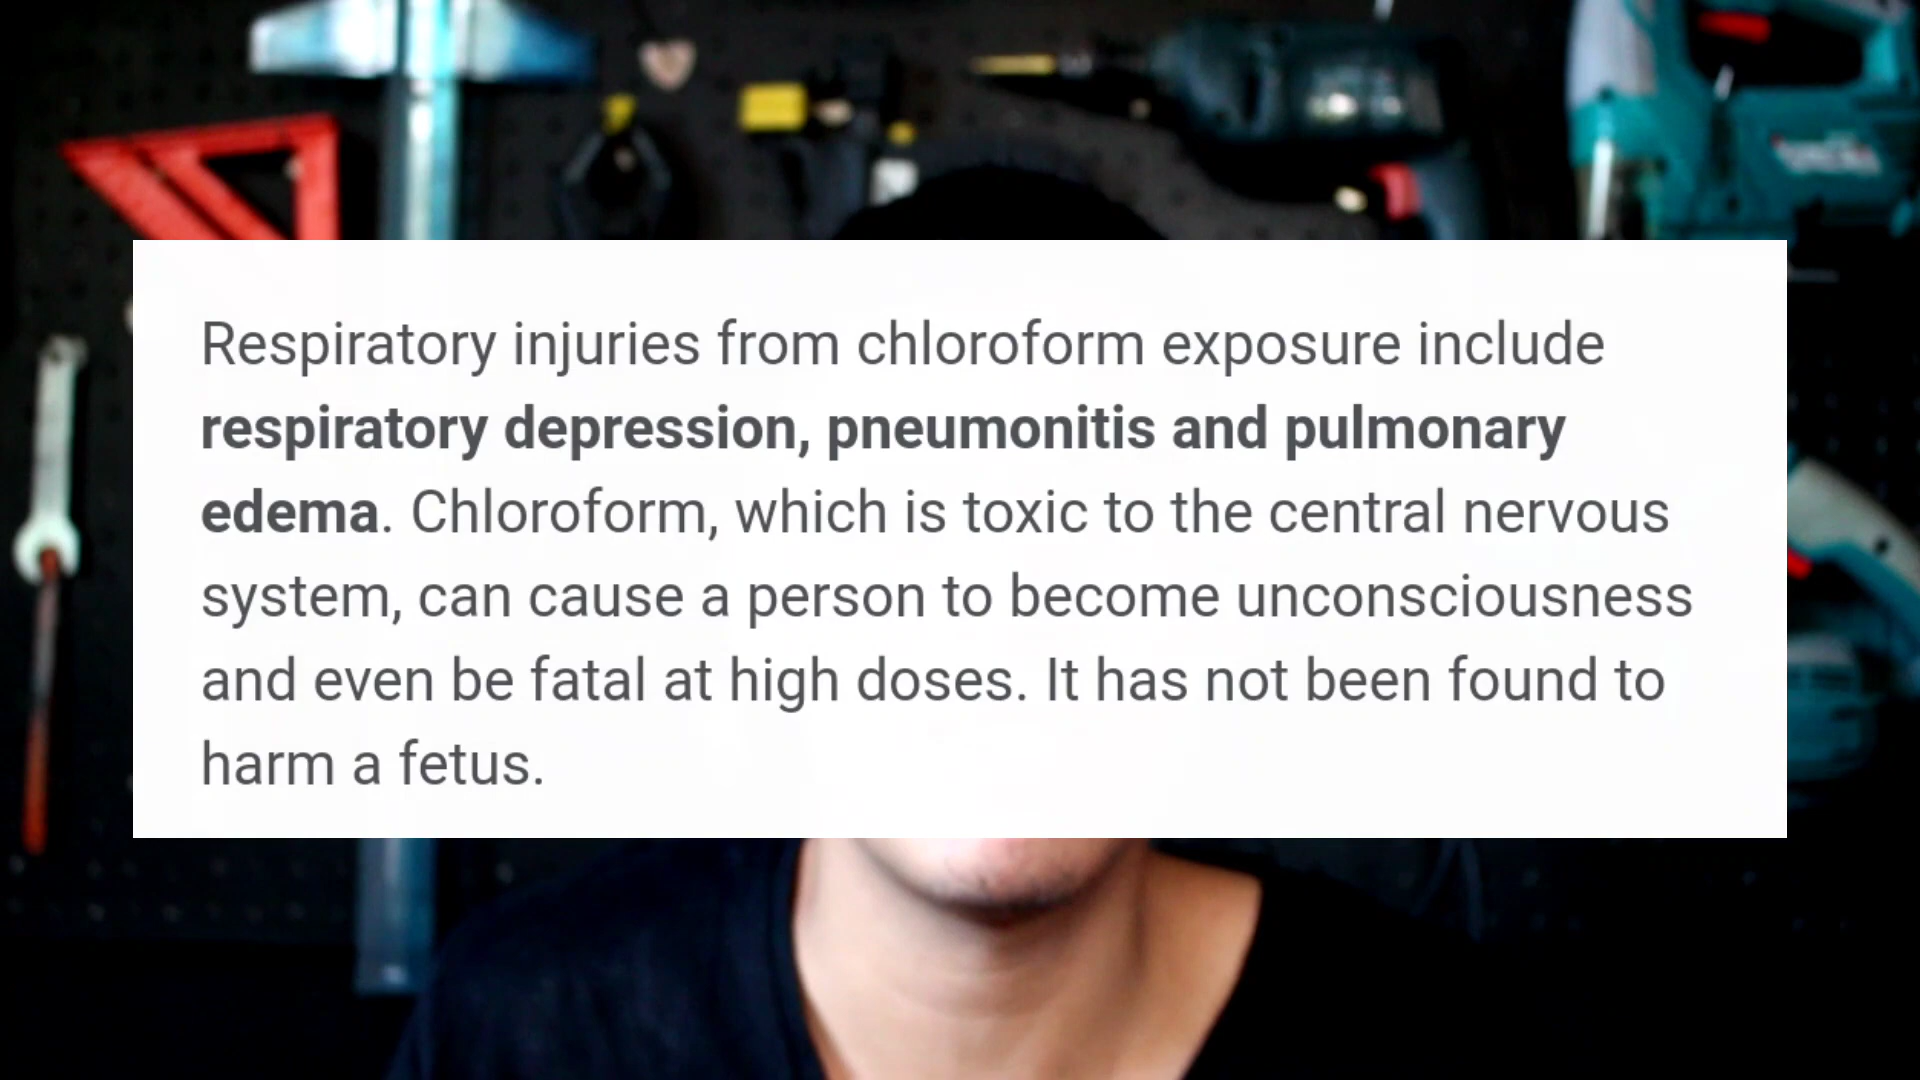 Respiratory injuries from chloroform exposure include
respiratory depression, pneumonitis and pulmonary
edema. Chloroform, which is toxic to the central nervous
system, can cause a person to become unconsciousness
and even be fatal at high doses. It has not been found to
harm a fetus.